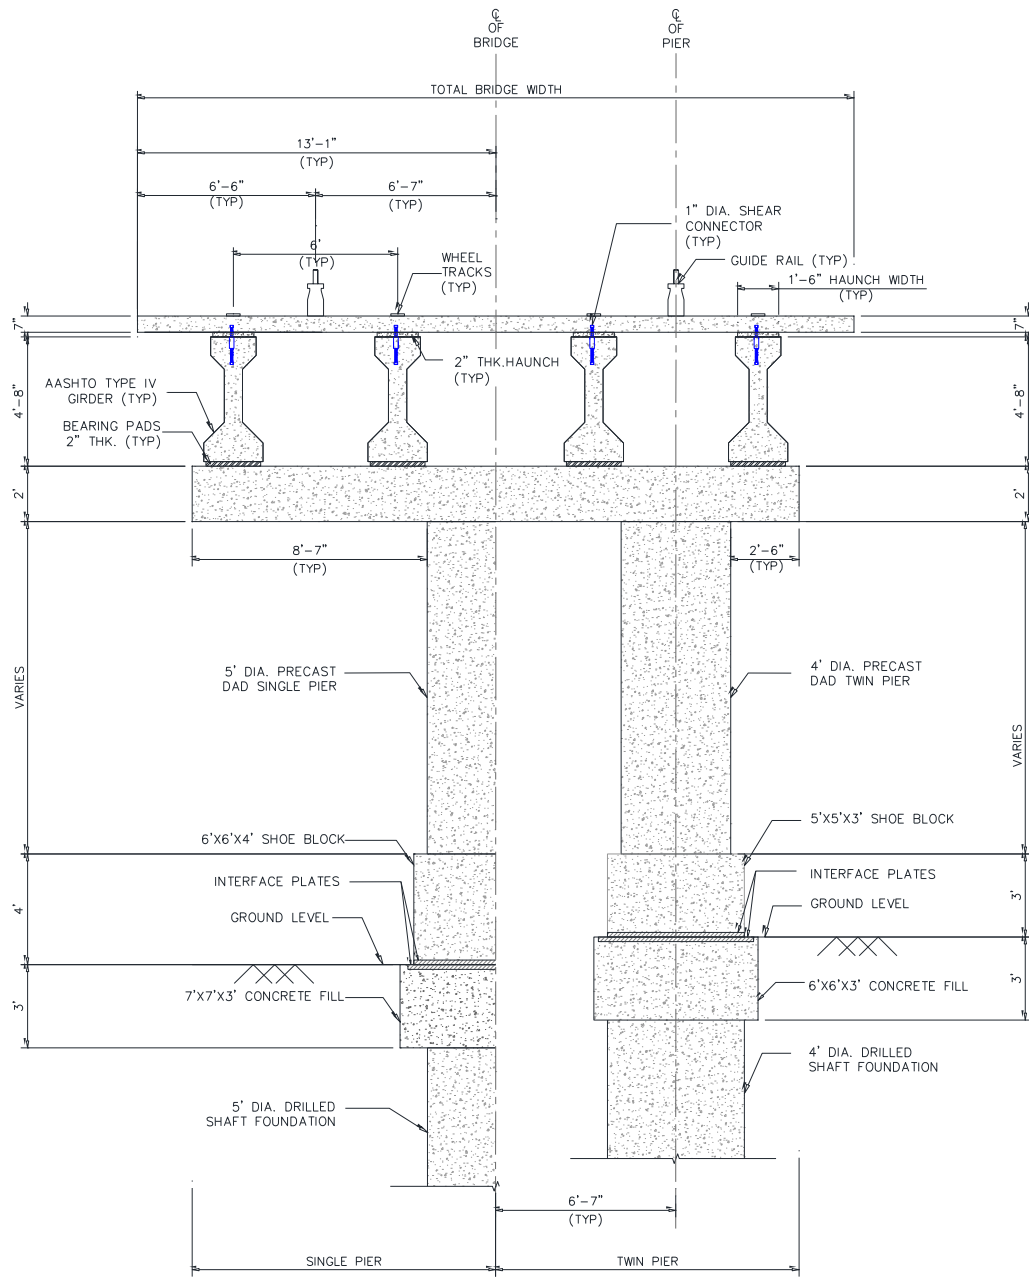 ℄
OF
BRIDGE
℄
OF
PIER
TOTAL BRIDGE WIDTH
13'-1"
(TYP)
6'-6"
(TYP)
6'-7"
(TYP)
6'
(TYP)
WHEEL
TRACKS
(TYP)
1" DIA. SHEAR
CONNECTOR
(TYP)
GUIDE RAIL (TYP)
1'-6" HAUNCH WIDTH
(TYP)
7"
7"
2" THK.HAUNCH
(TYP)
AASHTO TYPE IV
GIRDER (TYP)
BEARING PADS
2" THK. (TYP)
4'-8"
4'-8"
2'
2'
8'-7"
(TYP)
2'-6"
(TYP)
5' DIA. PRECAST
DAD SINGLE PIER
4' DIA. PRECAST
DAD TWIN PIER
VARIES
VARIES
6'X6'X4' SHOE BLOCK
5'X5'X3' SHOE BLOCK
INTERFACE PLATES
INTERFACE PLATES
GROUND LEVEL
GROUND LEVEL
4'
3'
7'X7'X3' CONCRETE FILL
6'X6'X3' CONCRETE FILL
3'
3'
4' DIA. DRILLED
SHAFT FOUNDATION
5' DIA. DRILLED
SHAFT FOUNDATION
6'-7"
(TYP)
SINGLE PIER
TWIN PIER